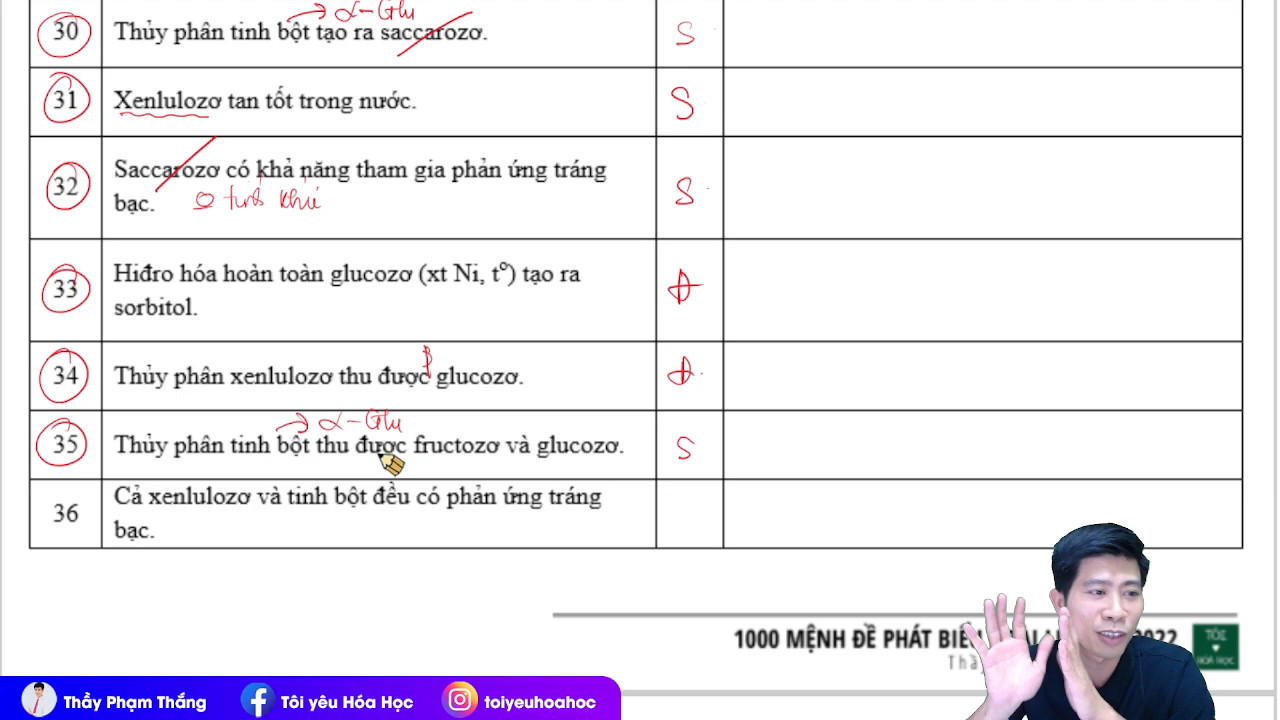 → α-Glu
30 Thủy phân tinh bột tạo ra saccarozơ. S
31 Xenlulozơ tan tốt trong nước. S
32 Saccarozơ có khả năng tham gia phản ứng tráng
bạc. S
tính khử
33 Hiđro hóa hoàn toàn glucozơ (xt Ni, t°) tạo ra
sorbitol. Đ
β
34 Thủy phân xenlulozơ thu được glucozơ. Đ
→ α-Glu
35 Thủy phân tinh bột thu được fructozơ và glucozơ. S
36 Cả xenlulozơ và tinh bột đều có phản ứng tráng
bạc.
1000 MỆNH ĐỀ PHÁT BIỂ
Thầ
Thầy Phạm Thắng
Tôi yêu Hóa Học
toiyeuhoahoc